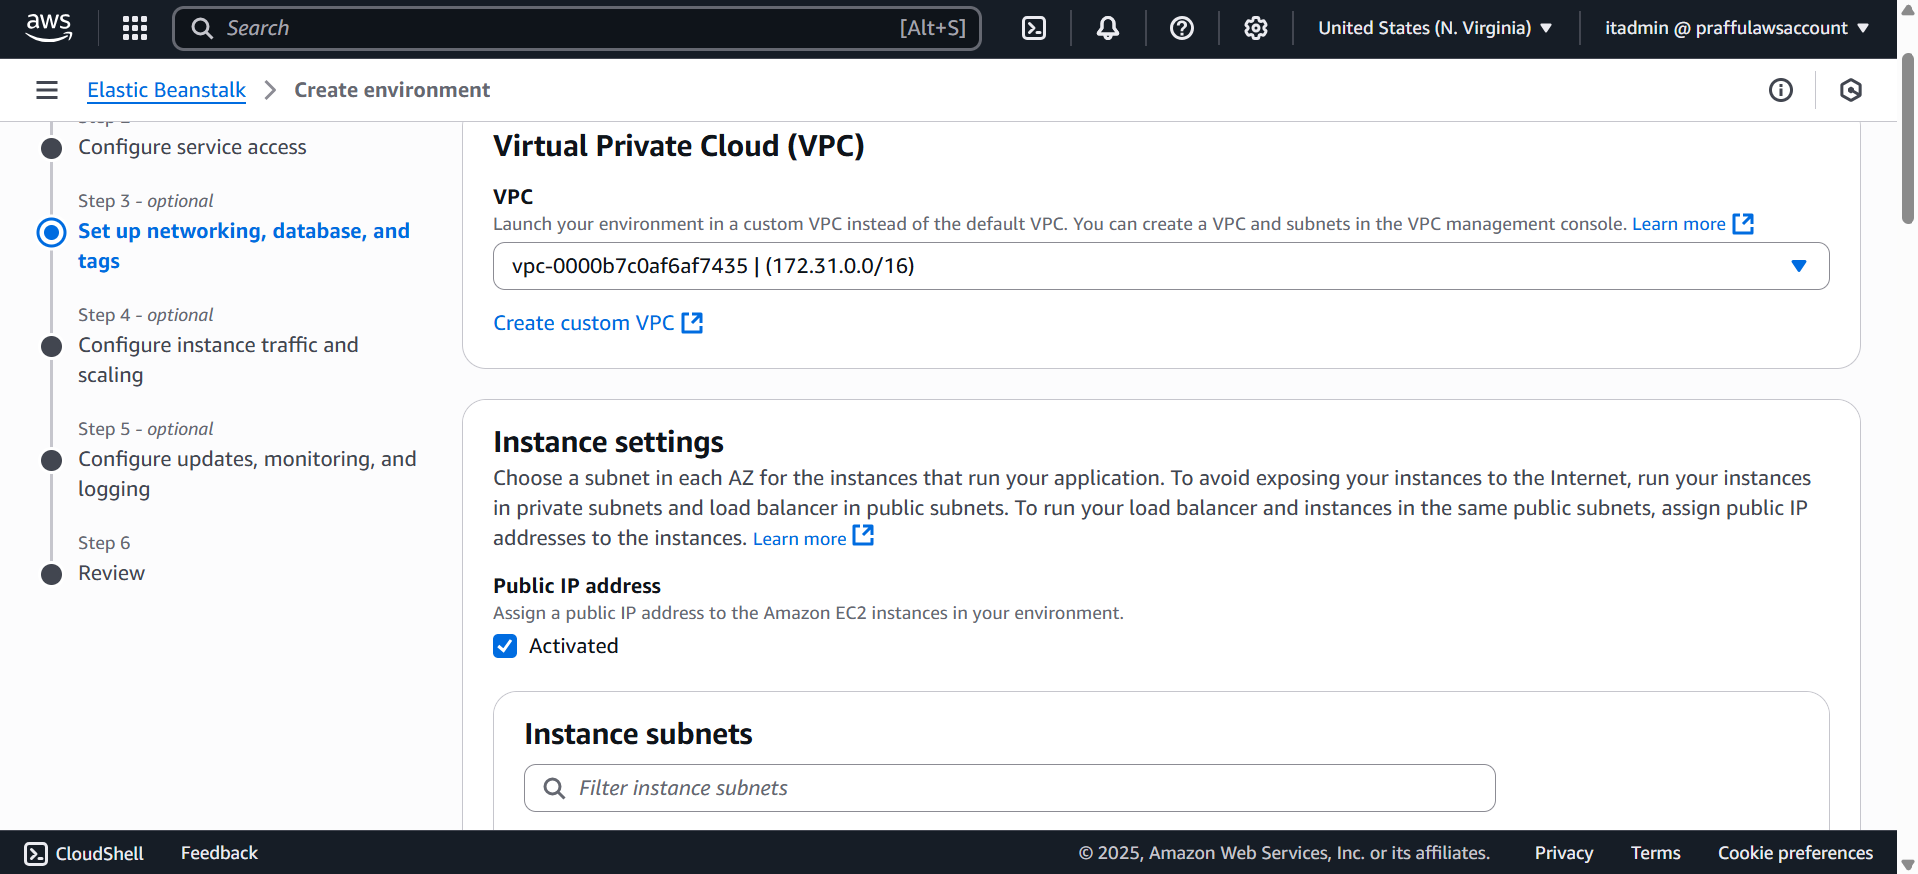 aws
Search
[Alt+S]
United States (N. Virginia)
itadmin @ praffulawsaccount
Elastic Beanstalk
Create environment
Configure service access
Step 3 - optional
Set up networking, database, and
tags
Step 4 - optional
Configure instance traffic and
scaling
Step 5 - optional
Configure updates, monitoring, and
logging
Step 6
Review
Virtual Private Cloud (VPC)
VPC
Launch your environment in a custom VPC instead of the default VPC. You can create a VPC and subnets in the VPC management console. Learn more
vpc-0000b7c0af6af7435 | (172.31.0.0/16)
Create custom VPC
Instance settings
Choose a subnet in each AZ for the instances that run your application. To avoid exposing your instances to the Internet, run your instances
in private subnets and load balancer in public subnets. To run your load balancer and instances in the same public subnets, assign public IP
addresses to the instances. Learn more
Public IP address
Assign a public IP address to the Amazon EC2 instances in your environment.
Activated
Instance subnets
Filter instance subnets
CloudShell
Feedback
© 2025, Amazon Web Services, Inc. or its affiliates.
Privacy
Terms
Cookie preferences